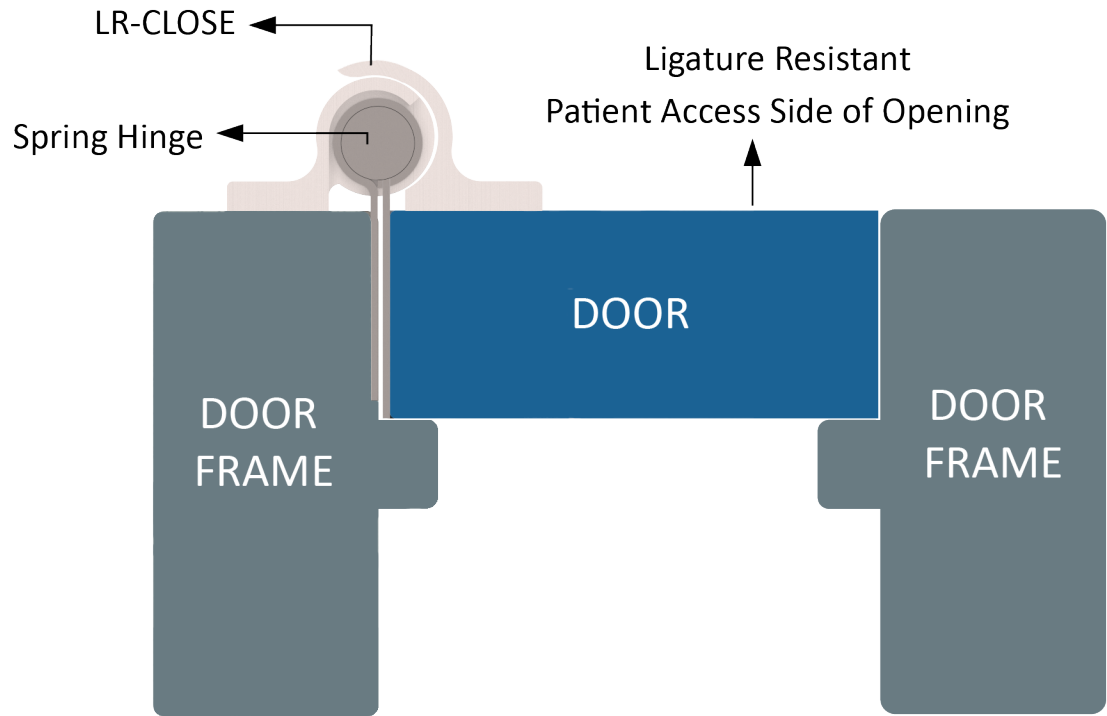 LR-CLOSE
Ligature Resistant
Patient Access Side of Opening
Spring Hinge
DOOR
DOOR
FRAME
DOOR
FRAME